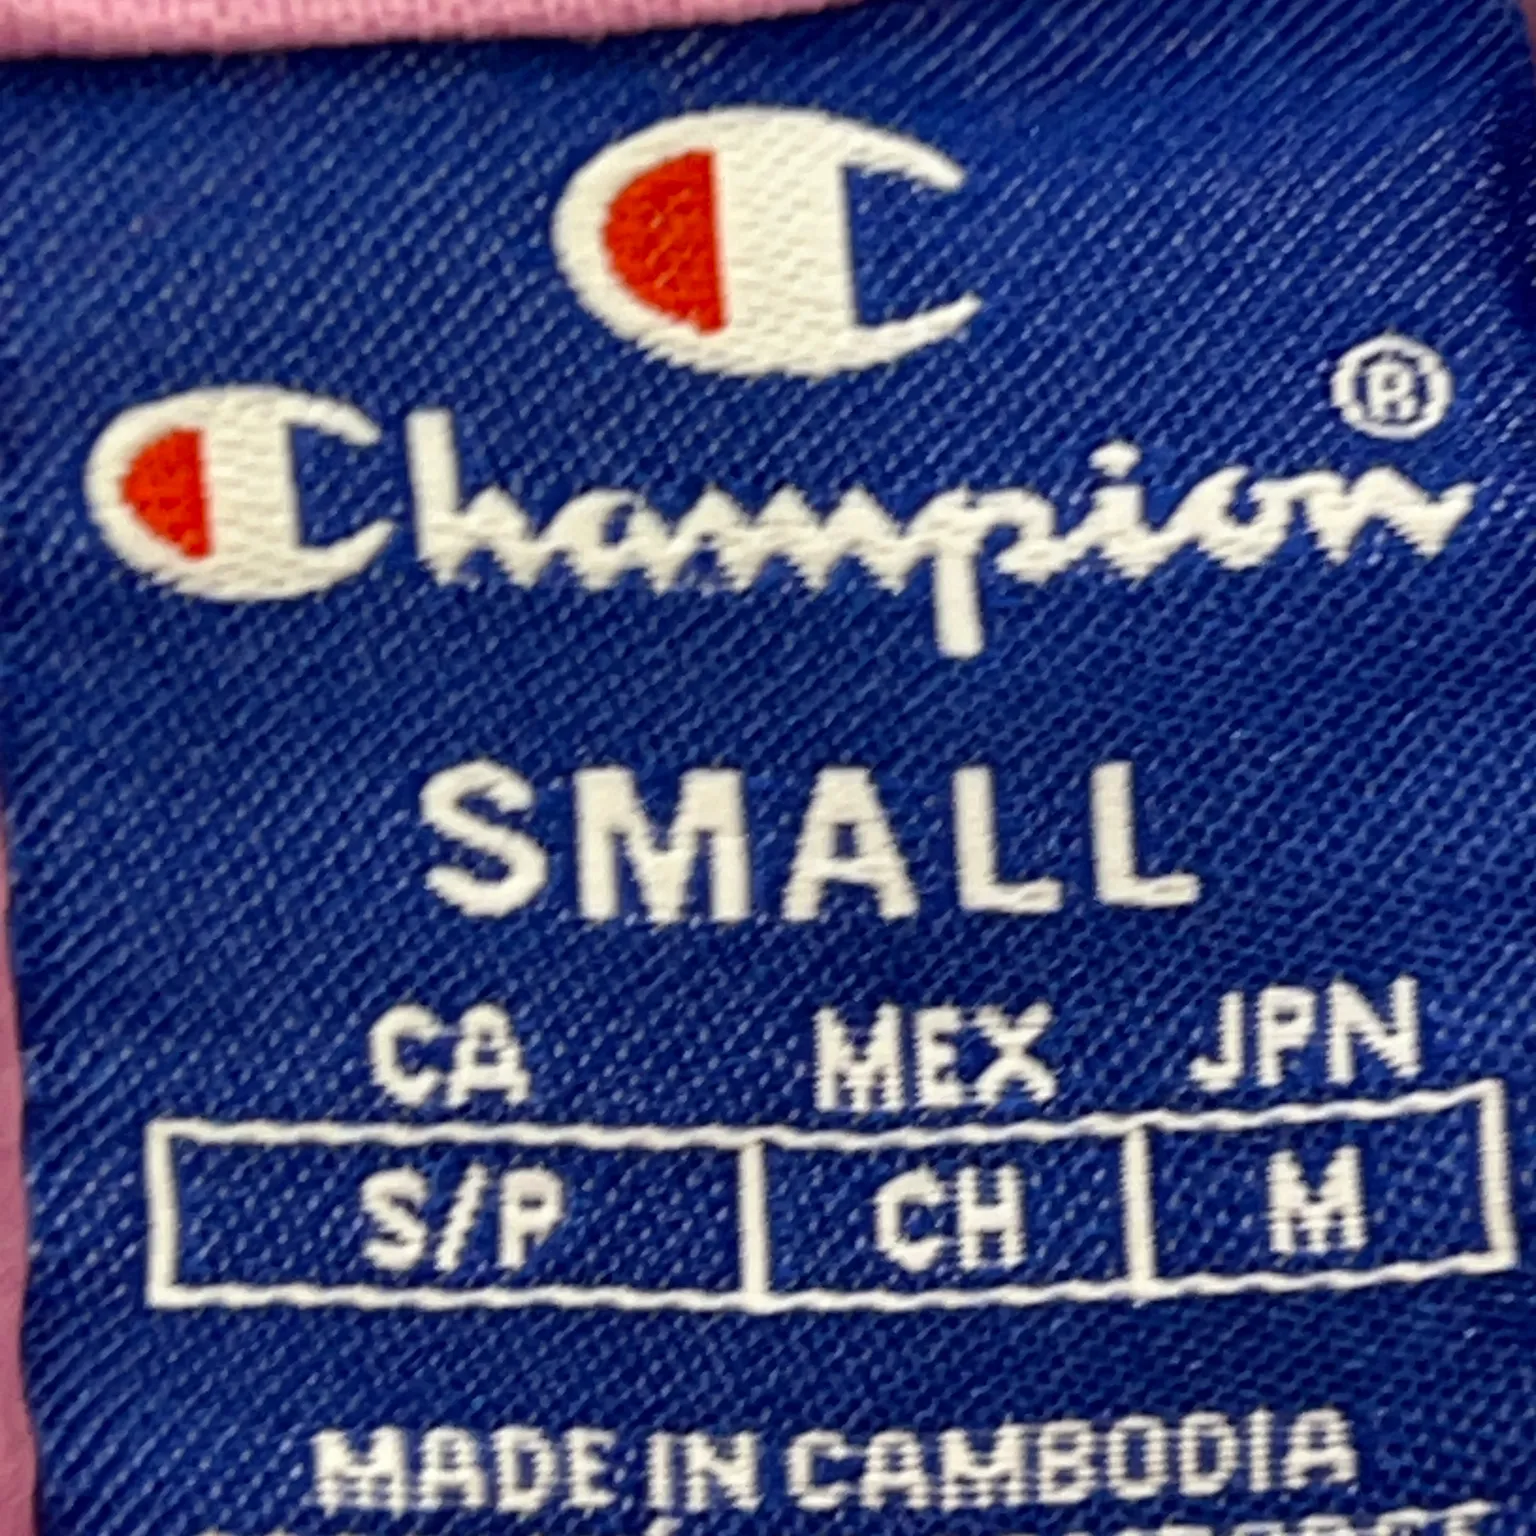 Champion®
SMALL
CA MEX JPN
S/P CH M
MADE IN CAMBODIA